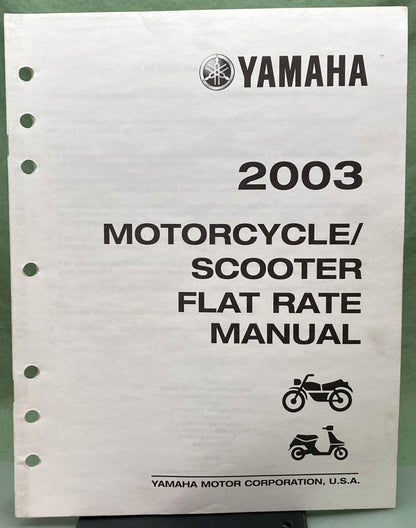 YAMAHA
2003
MOTORCYCLE/
SCOOTER
FLAT RATE
MANUAL
YAMAHA MOTOR CORPORATION, U.S.A.